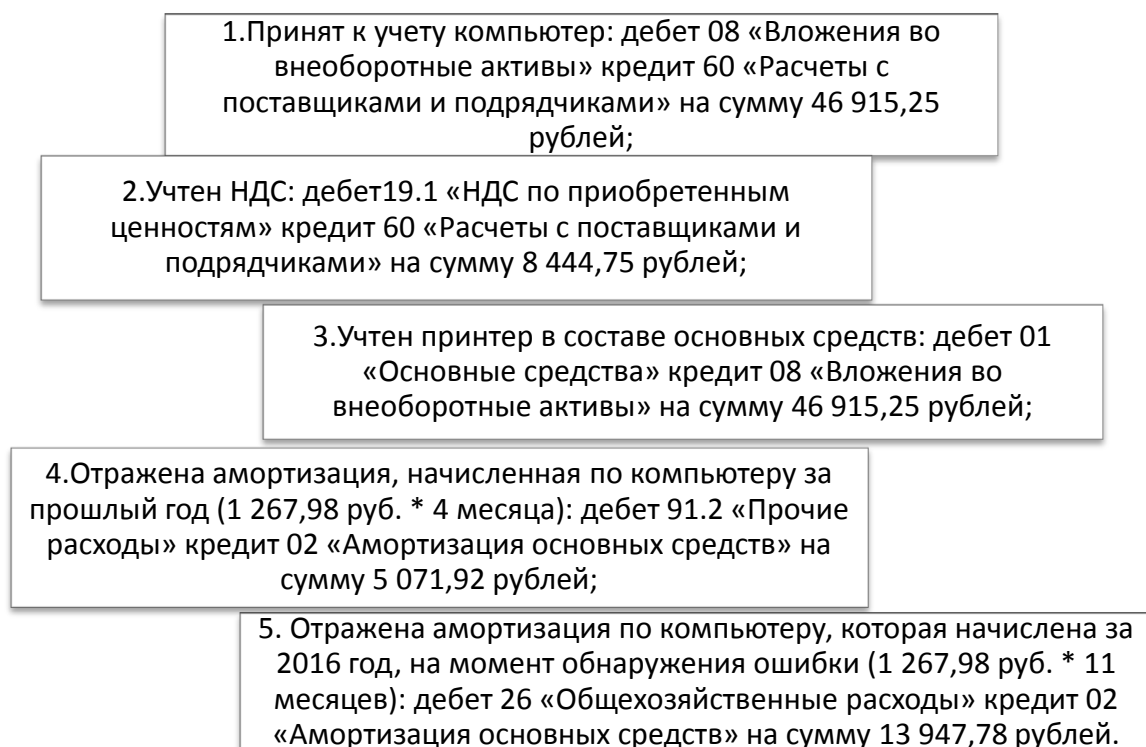 1.Принят к учету компьютер: дебет 08 «Вложения во
внеоборотные активы» кредит 60 «Расчеты с
поставщиками и подрядчиками» на сумму 46 915,25
рублей;
2.Учтен НДС: дебет19.1 «НДС по приобретенным
ценностям» кредит 60 «Расчеты с поставщиками и
подрядчиками» на сумму 8 444,75 рублей;
3.Учтен принтер в составе основных средств: дебет 01
«Основные средства» кредит 08 «Вложения во
внеоборотные активы» на сумму 46 915,25 рублей;
4.Отражена амортизация, начисленная по компьютеру за
прошлый год (1 267,98 руб. * 4 месяца): дебет 91.2 «Прочие
расходы» кредит 02 «Амортизация основных средств» на
сумму 5 071,92 рублей;
5. Отражена амортизация по компьютеру, которая начислена за
2016 год, на момент обнаружения ошибки (1 267,98 руб. * 11
месяцев): дебет 26 «Общехозяйственные расходы» кредит 02
«Амортизация основных средств» на сумму 13 947,78 рублей.